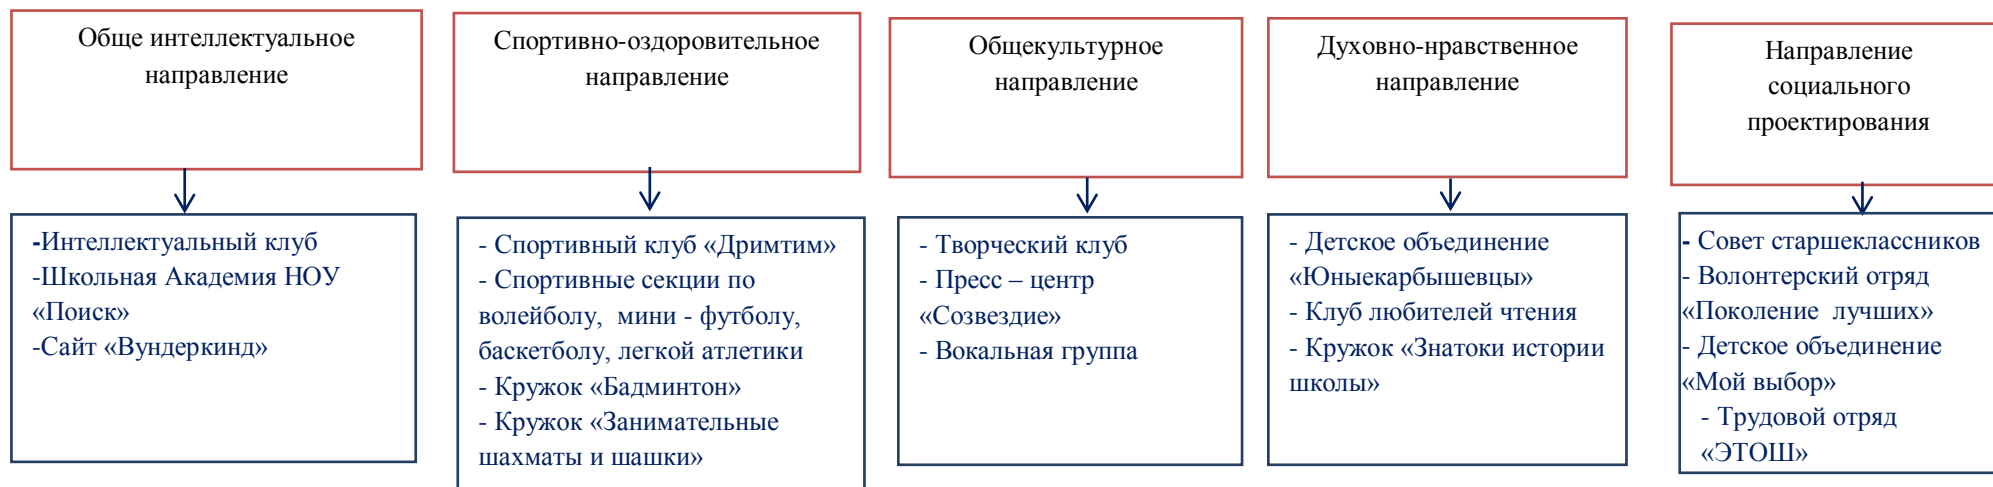 Обще интеллектуальное
направление
Спортивно-оздоровительное
направление
Общекультурное
направление
Духовно-нравственное
направление
Направление
социального
проектирования
-Интеллектуальный клуб
-Школьная Академия НОУ
«Поиск»
-Сайт «Вундеркинд»
- Спортивный клуб «Дримтим»
- Спортивные секции по
волейболу, мини - футболу,
баскетболу, легкой атлетики
- Кружок «Бадминтон»
- Кружок «Занимательные
шахматы и шашки»
- Творческий клуб
- Пресс – центр
«Созвездие»
- Вокальная группа
- Детское объединение
«Юныекарбышевцы»
- Клуб любителей чтения
- Кружок «Знатоки истории
школы»
- Совет старшеклассников
- Волонтерский отряд
«Поколение лучших»
- Детское объединение
«Мой выбор»
- Трудовой отряд
«ЭТОШ»